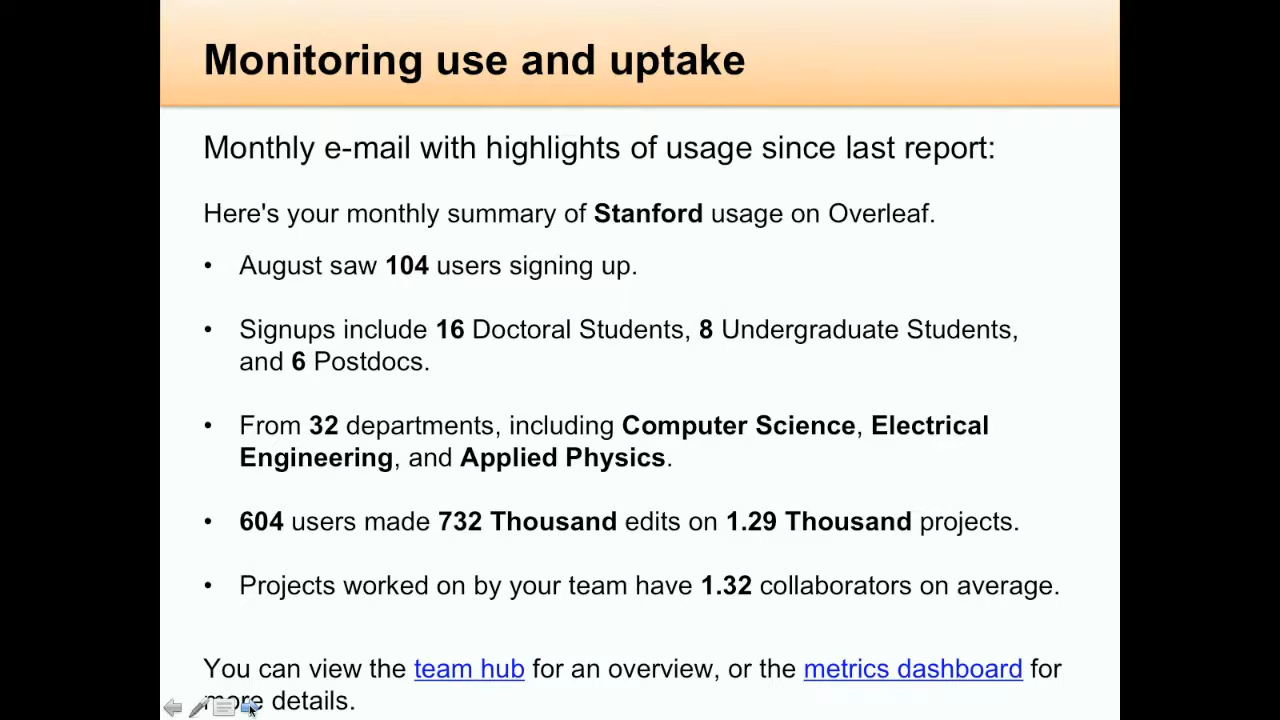 Monitoring use and uptake
Monthly e-mail with highlights of usage since last report:
Here's your monthly summary of Stanford usage on Overleaf.
• August saw 104 users signing up.
• Signups include 16 Doctoral Students, 8 Undergraduate Students,
and 6 Postdocs.
• From 32 departments, including Computer Science, Electrical
Engineering, and Applied Physics.
• 604 users made 732 Thousand edits on 1.29 Thousand projects.
• Projects worked on by your team have 1.32 collaborators on average.
You can view the team hub for an overview, or the metrics dashboard for
more details.